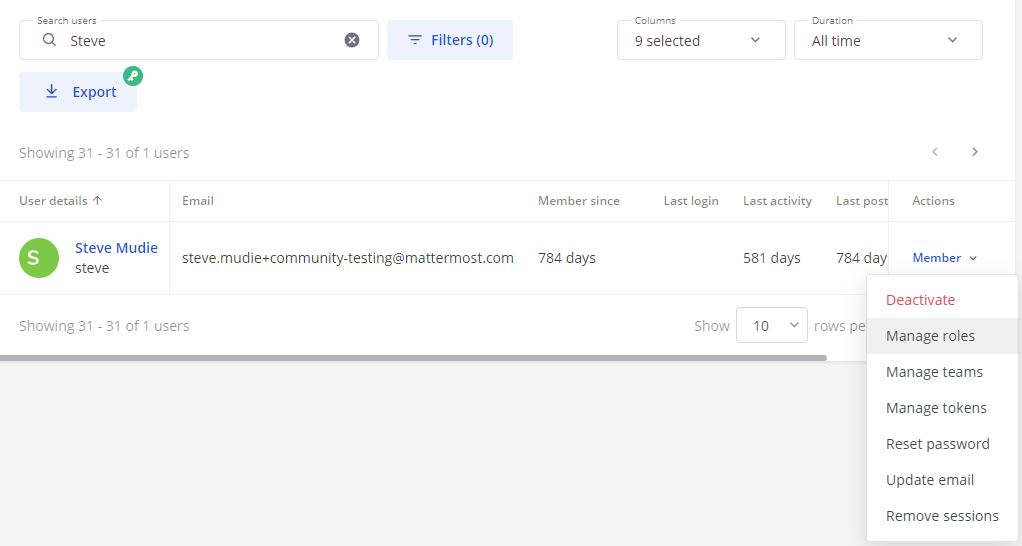 Search users
Steve
Filters (0)
Columns
9 selected
Duration
All time
Export
Showing 31 - 31 of 1 users
User details Email Member since Last login Last activity Last post Actions
S
Steve Mudie
steve
steve.mudie+community-testing@mattermost.com 784 days 581 days 784 day Member
Showing 31 - 31 of 1 users
Show 10 rows pe
Deactivate
Manage roles
Manage teams
Manage tokens
Reset password
Update email
Remove sessions